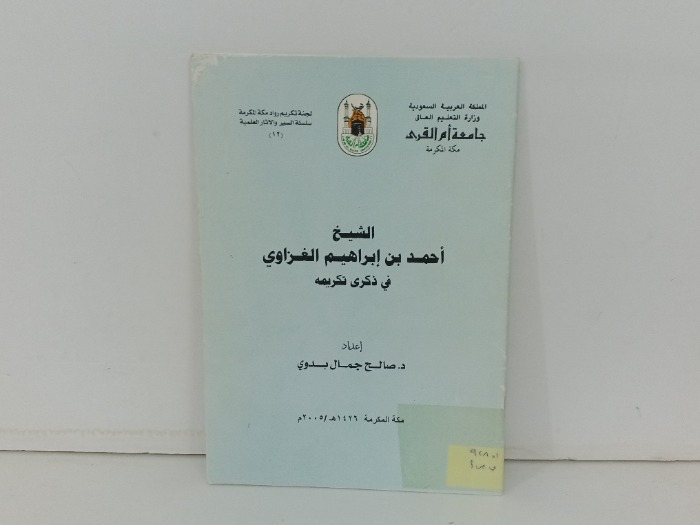 المملكة العربية السعودية
وزارة التعليم العالى
جامعة أم القرى
مكة المكرمة
لجنة تكريم رواد مكة المكرمة
سلسلة السير والآثار العلمية
(١٢)
الشيخ
أحمد بن إبراهيم الغزاوي
في ذكرى تكريمه
إعداد
د. صالح جمال بدوي
مكة المكرمة ١٤٢٦هـ/٢٠٠٥م